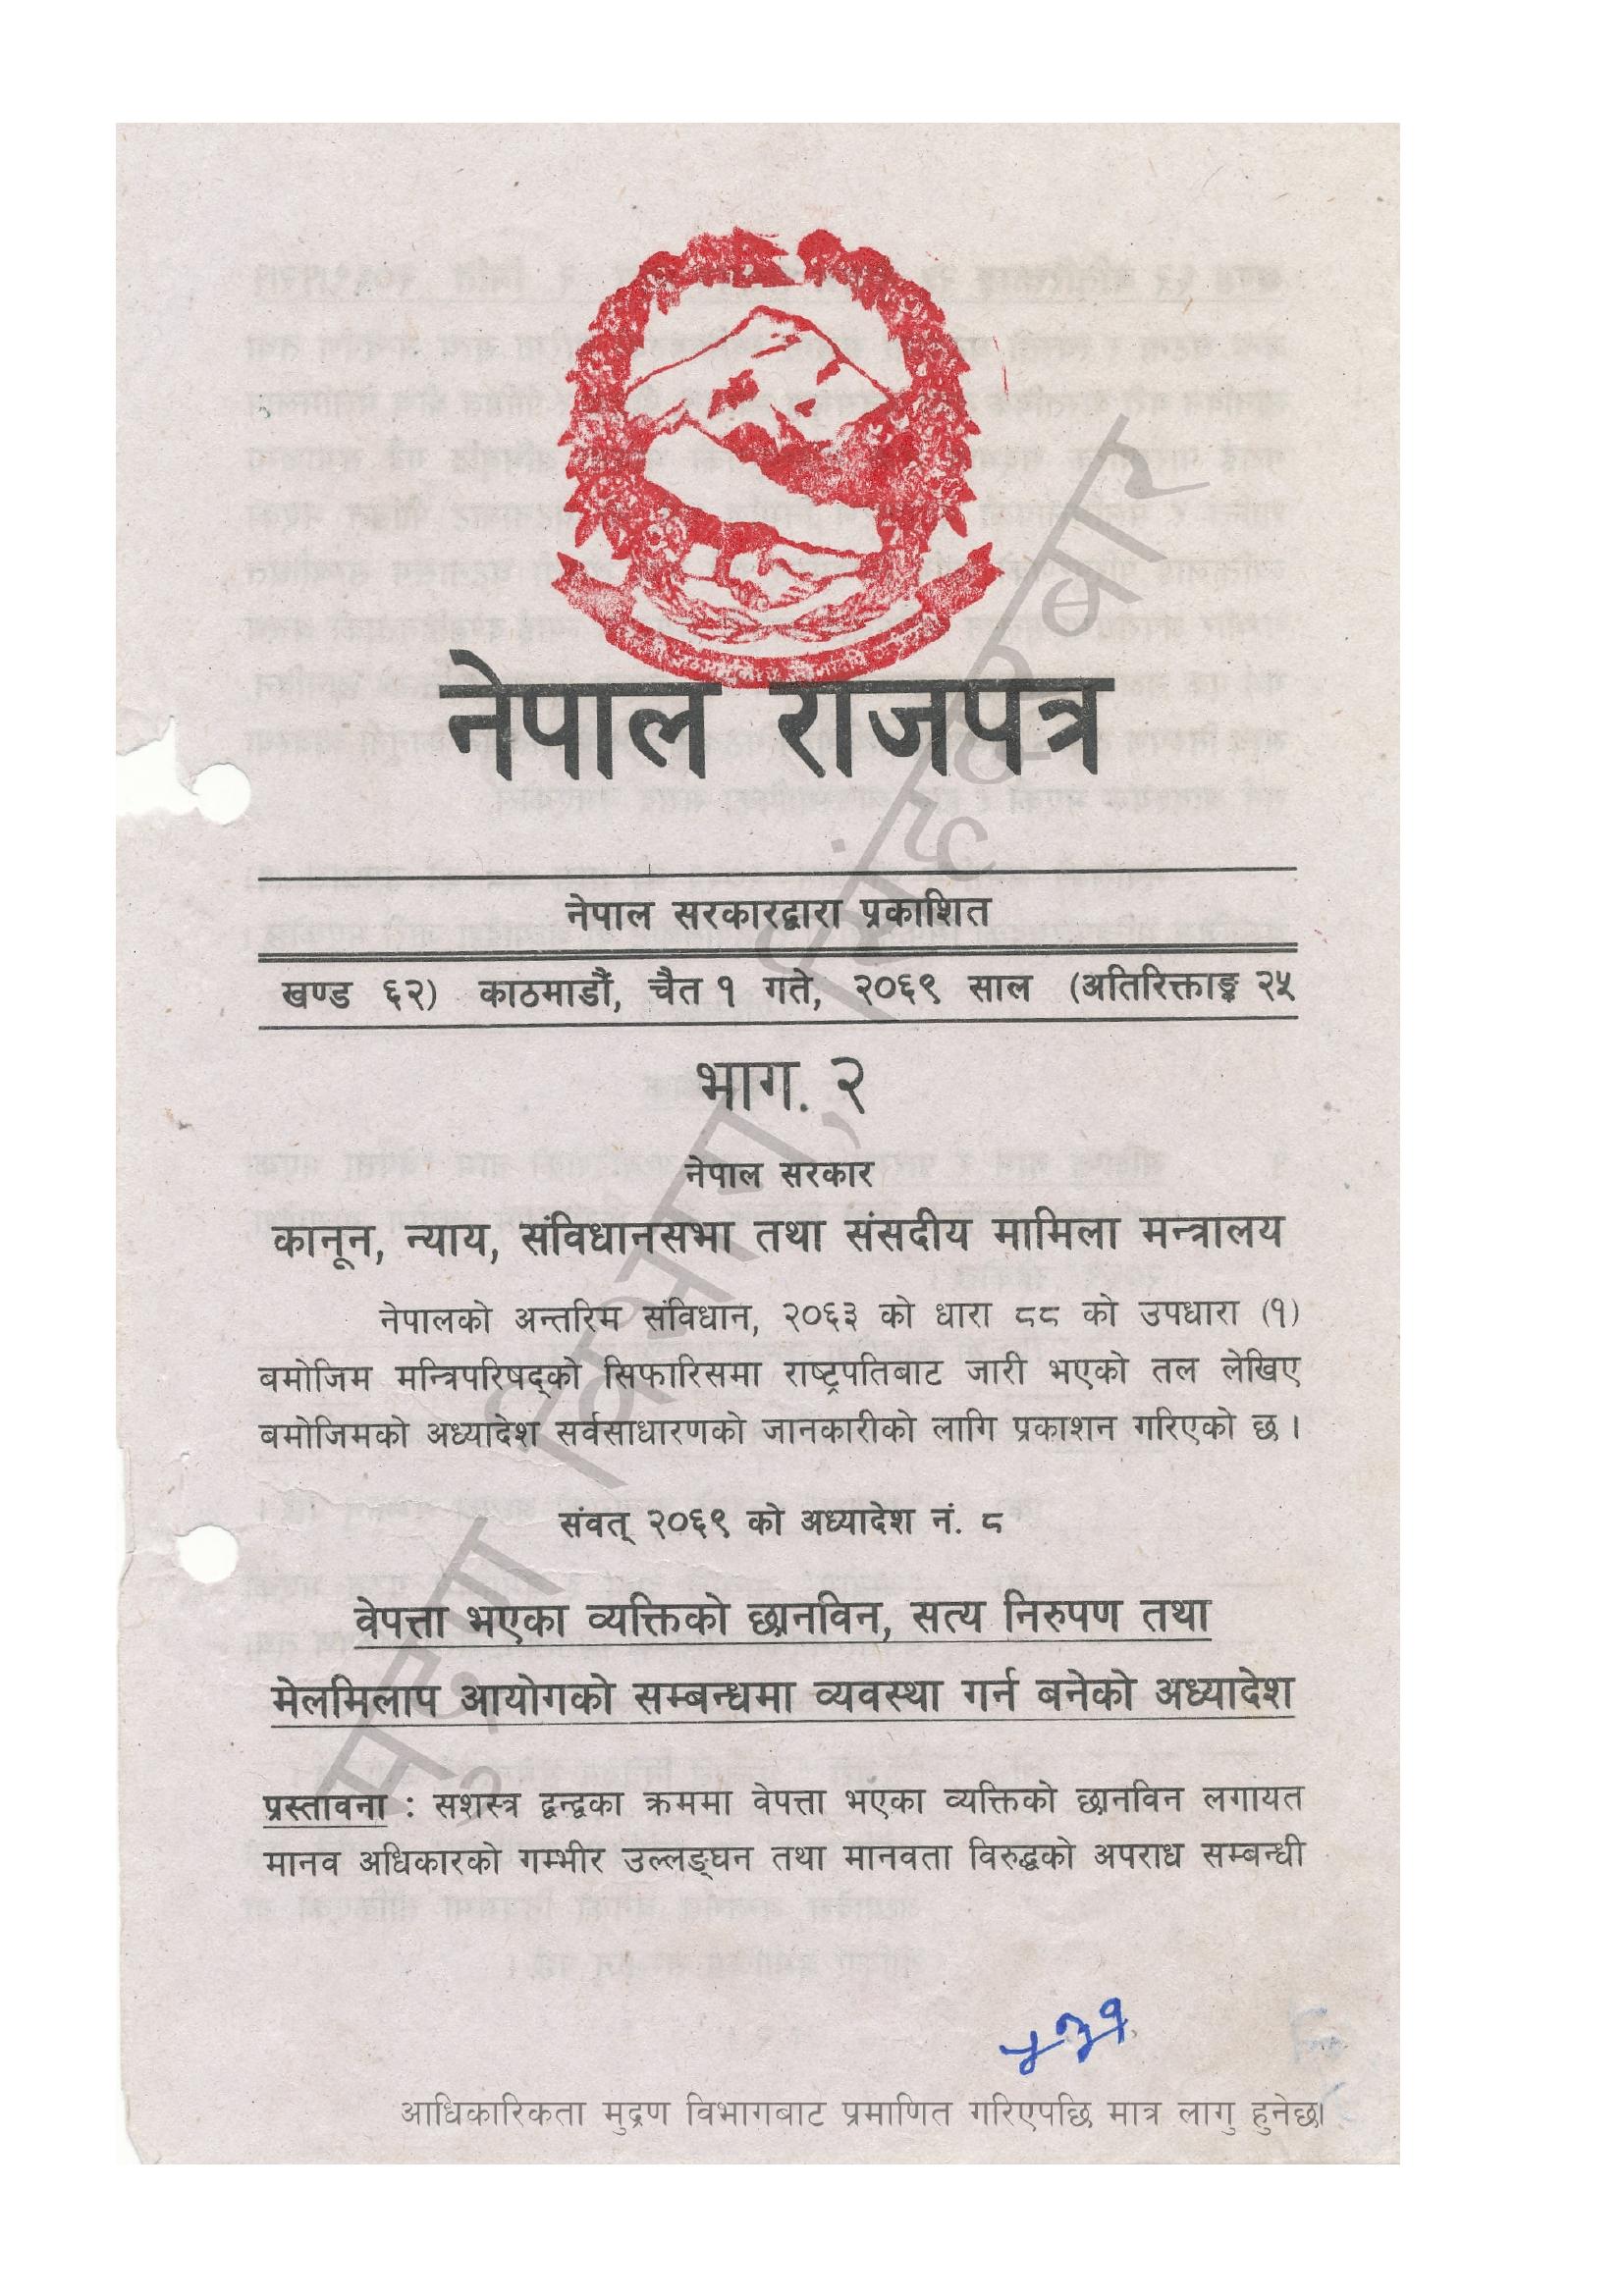 नेपाल राजपत्र
नेपाल सरकारद्वारा प्रकाशित
खण्ड ६२) काठमाडौं, चैत १ गते, २०६९ साल (अतिरिक्ताङ्क २५
भाग. २
नेपाल सरकार
कानून, न्याय, संविधानसभा तथा संसदीय मामिला मन्त्रालय
नेपालको अन्तरिम संविधान, २०६३ को धारा ८८ को उपधारा (१)
बमोजिम मन्त्रिपरिषद्को सिफारिसमा राष्ट्रपतिबाट जारी भएको तल लेखिए
बमोजिमको अध्यादेश सर्वसाधारणको जानकारीको लागि प्रकाशन गरिएको छ ।
संवत् २०६९ को अध्यादेश नं. ८
वेपत्ता भएका व्यक्तिको छानविन, सत्य निरुपण तथा
मेलमिलाप आयोगको सम्बन्धमा व्यवस्था गर्न बनेको अध्यादेश
प्रस्तावना : सशस्त्र द्वन्द्वका क्रममा वेपत्ता भएका व्यक्तिको छानविन लगायत
मानव अधिकारको गम्भीर उल्लङ्घन तथा मानवता विरुद्धको अपराध सम्बन्धी
आधिकारिकता मुद्रण विभागबाट प्रमाणित गरिएपछि मात्र लागु हुनेछ।
मुद्रण विभाग, सिंहदरबार